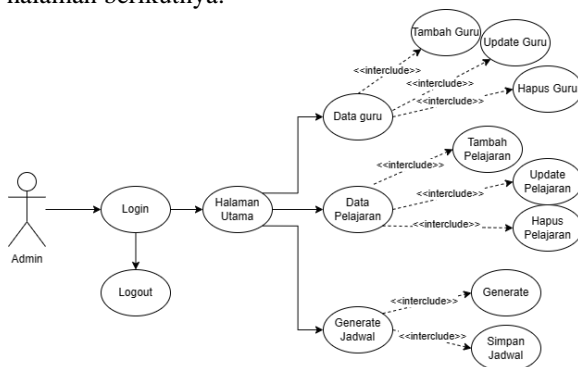 halaman berikutnya.
Tambah Guru
Update Guru
<<interclude>>
<<interclude>>
<<interclude>>
Hapus Guru
Data guru
Tambah
Pelajaran
<<interclude>>
Update
Pelajaran
<<interclude>>
Hapus
Pelajaran
<<interclude>>
Data
Pelajaran
Halaman
Utama
Login
Admin
Logout
Generate
<<interclude>>
Generate
Jadwal
<<interclude>>
Simpan
Jadwal